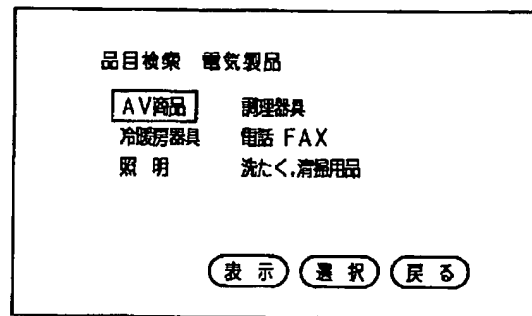 品目検索 電気製品
AV商品 調理器具
冷暖房器具 電話 FAX
照 明 洗たく,清掃用品
表 示 選 択 戻 る